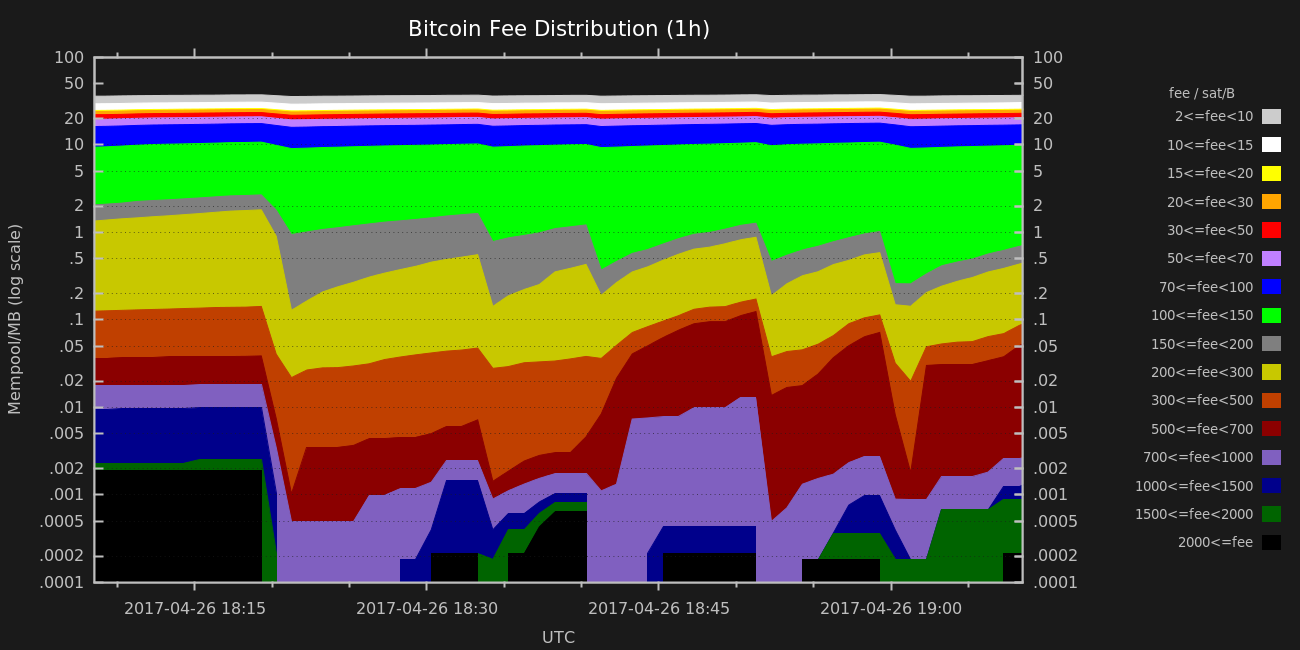 Bitcoin Fee Distribution (1h)
Mempool/MB (log scale)
100
50
20
10
5
2
1
.5
.2
.1
.05
.02
.01
.005
.002
.001
.0005
.0002
.0001
100
50
20
10
5
2
1
.5
.2
.1
.05
.02
.01
.005
.002
.001
.0005
.0002
.0001
2017-04-26 18:15 2017-04-26 18:30 2017-04-26 18:45 2017-04-26 19:00
UTC
fee / sat/B
2<=fee<10
10<=fee<15
15<=fee<20
20<=fee<30
30<=fee<50
50<=fee<70
70<=fee<100
100<=fee<150
150<=fee<200
200<=fee<300
300<=fee<500
500<=fee<700
700<=fee<1000
1000<=fee<1500
1500<=fee<2000
2000<=fee